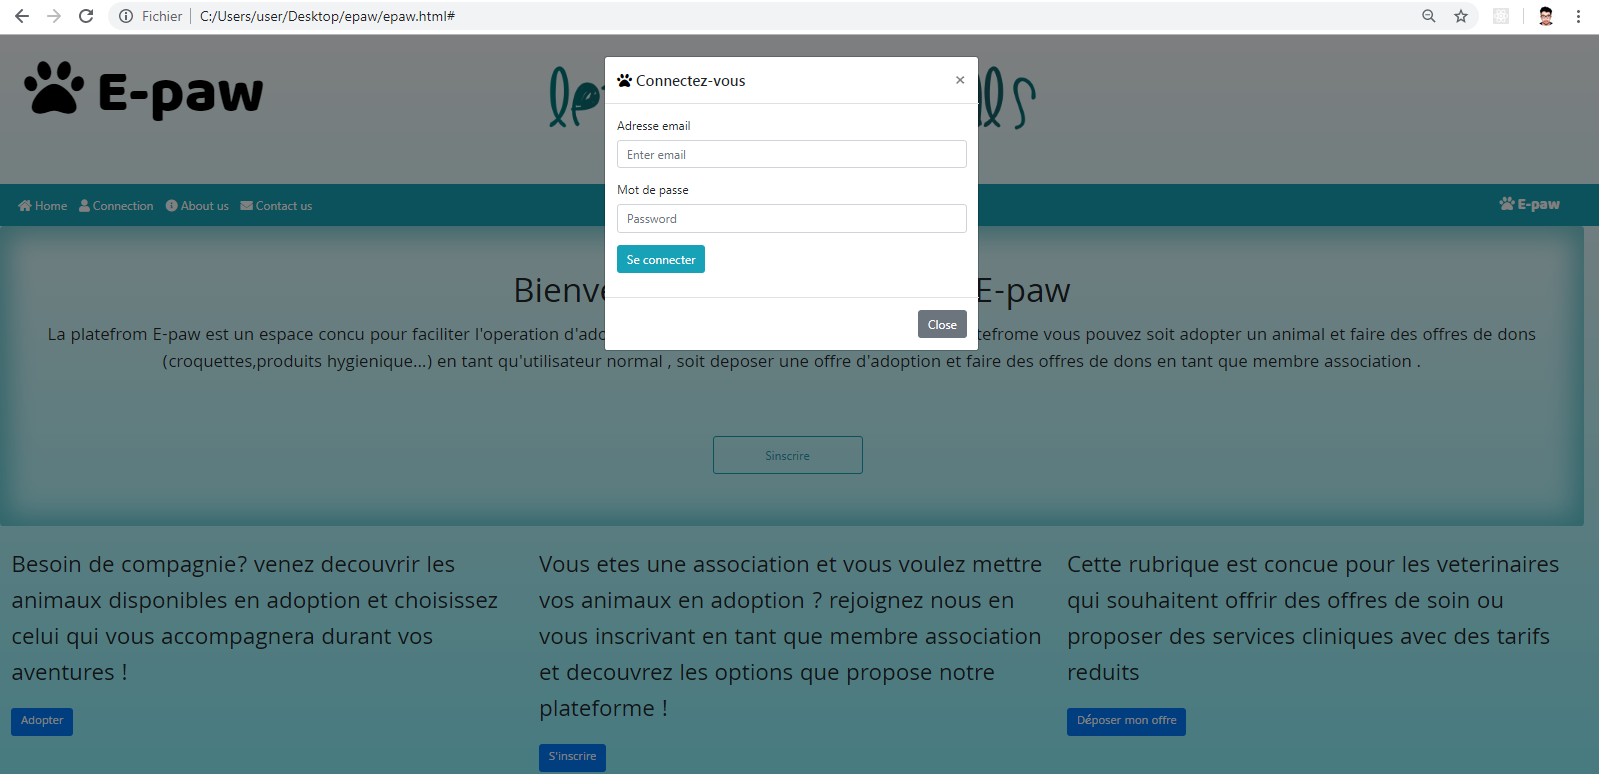 Fichier C:/Users/user/Desktop/epaw/epaw.html#
E-paw
Connectez-vous ×
Adresse email
Enter email
Mot de passe
Password
Se connecter
Close
Home Connection About us Contact us E-paw
E-paw
La platefrom E-paw est un espace concu pour faciliter l'operation vous pouvez soit adopter un animal et faire des offres de dons
(croquettes,produits hygienique...) en tant qu'utilisateur normal , soit deposer une offre d'adoption et faire des offres de dons en tant que membre association .
Sinscrire
Besoin de compagnie? venez decouvrir les
animaux disponibles en adoption et choisissez
celui qui vous accompagnera durant vos
aventures !
Adopter
Vous etes une association et vous voulez mettre
vos animaux en adoption ? rejoignez nous en
vous inscrivant en tant que membre association
et decouvrez les options que propose notre
plateforme !
S'inscrire
Cette rubrique est concue pour les veterinaires
qui souhaitent offrir des offres de soin ou
proposer des services cliniques avec des tarifs
reduits
Déposer mon offre